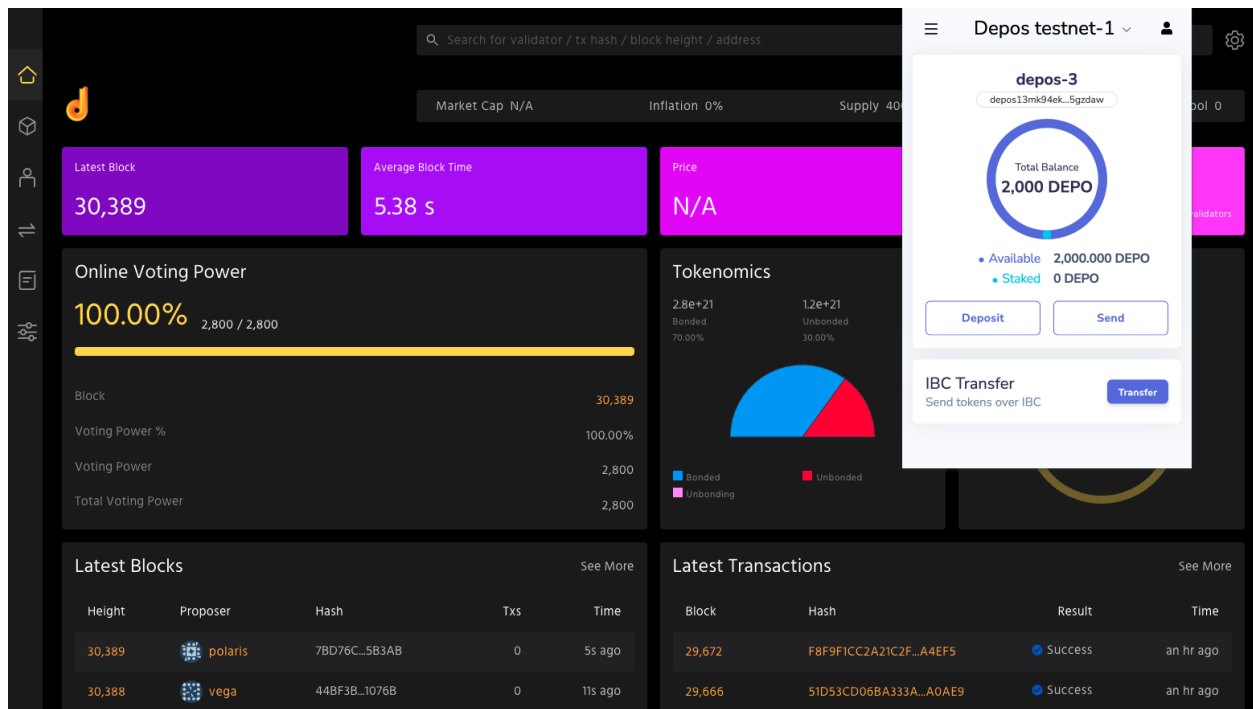 Search for validator / tx hash / block height / address
Market Cap N/A
Inflation 0%
Supply 40
ool 0
Latest Block
30,389
Average Block Time
5.38 s
Price
N/A
validators
Online Voting Power
100.00% 2,800 / 2,800
Block 30,389
Voting Power % 100.00%
Voting Power 2,800
Total Voting Power 2,800
Tokenomics
2.8e+21 1.2e+21
Bonded Unbonded
70.00% 30.00%
Bonded Unbonded
Unbonding
Depos testnet-1
depos-3
depos13mk94ek...5gzdaw
Total Balance
2,000 DEPO
Available 2,000.000 DEPO
Staked 0 DEPO
Deposit Send
IBC Transfer
Send tokens over IBC
Transfer
Latest Blocks See More
Height Proposer Hash Txs Time
30,389 polaris 7BD76C...5B3AB 0 5s ago
30,388 vega 44BF3B...1076B 0 11s ago
Latest Transactions See More
Block Hash Result Time
29,672 F8F9F1CC2A21C2F...A4EF5 Success an hr ago
29,666 51D53CD06BA333A...A0AE9 Success an hr ago